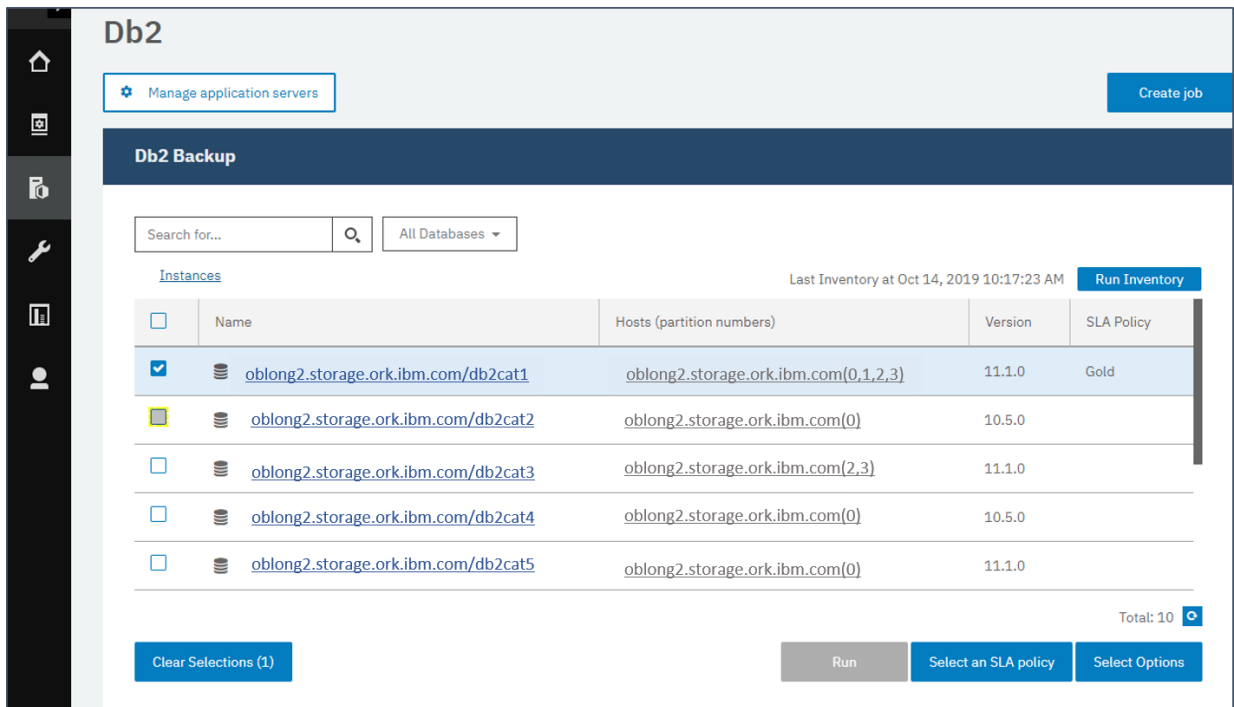 Db2
Manage application servers
Create job
Db2 Backup
Search for...
All Databases
Instances
Last Inventory at Oct 14, 2019 10:17:23 AM
Run Inventory
Name Hosts (partition numbers) Version SLA Policy
oblong2.storage.ork.ibm.com/db2cat1 oblong2.storage.ork.ibm.com(0,1,2,3) 11.1.0 Gold
oblong2.storage.ork.ibm.com/db2cat2 oblong2.storage.ork.ibm.com(0) 10.5.0
oblong2.storage.ork.ibm.com/db2cat3 oblong2.storage.ork.ibm.com(2,3) 11.1.0
oblong2.storage.ork.ibm.com/db2cat4 oblong2.storage.ork.ibm.com(0) 10.5.0
oblong2.storage.ork.ibm.com/db2cat5 oblong2.storage.ork.ibm.com(0) 11.1.0
Total: 10
Clear Selections (1)
Run
Select an SLA policy
Select Options